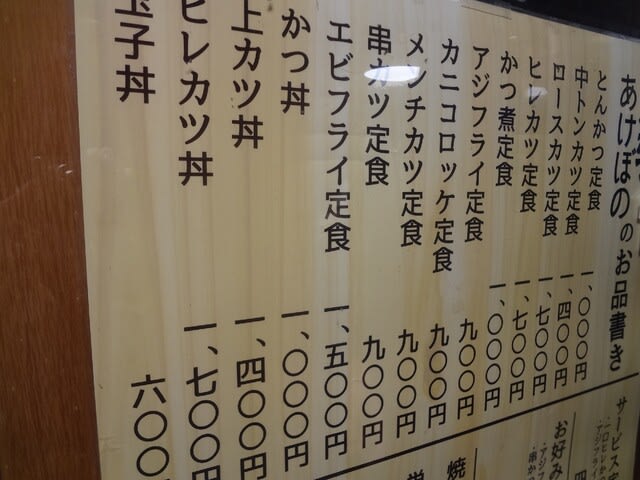 あけぼののお品書き
とんかつ定食 一、〇〇〇円
中トンカツ定食 一、四〇〇円
ロースカツ定食 一、七〇〇円
ヒレカツ定食 一、七〇〇円
かつ煮定食 一、〇〇〇円
アジフライ定食 九〇〇円
カニコロッケ定食 九〇〇円
メンチカツ定食 九〇〇円
串カツ定食 九〇〇円
エビフライ定食 一、五〇〇円
かつ丼 一、〇〇〇円
上カツ丼 一、四〇〇円
ヒレカツ丼 一、七〇〇円
玉子丼 六〇〇
サービス
お好み
・アジフ
・串か
焼